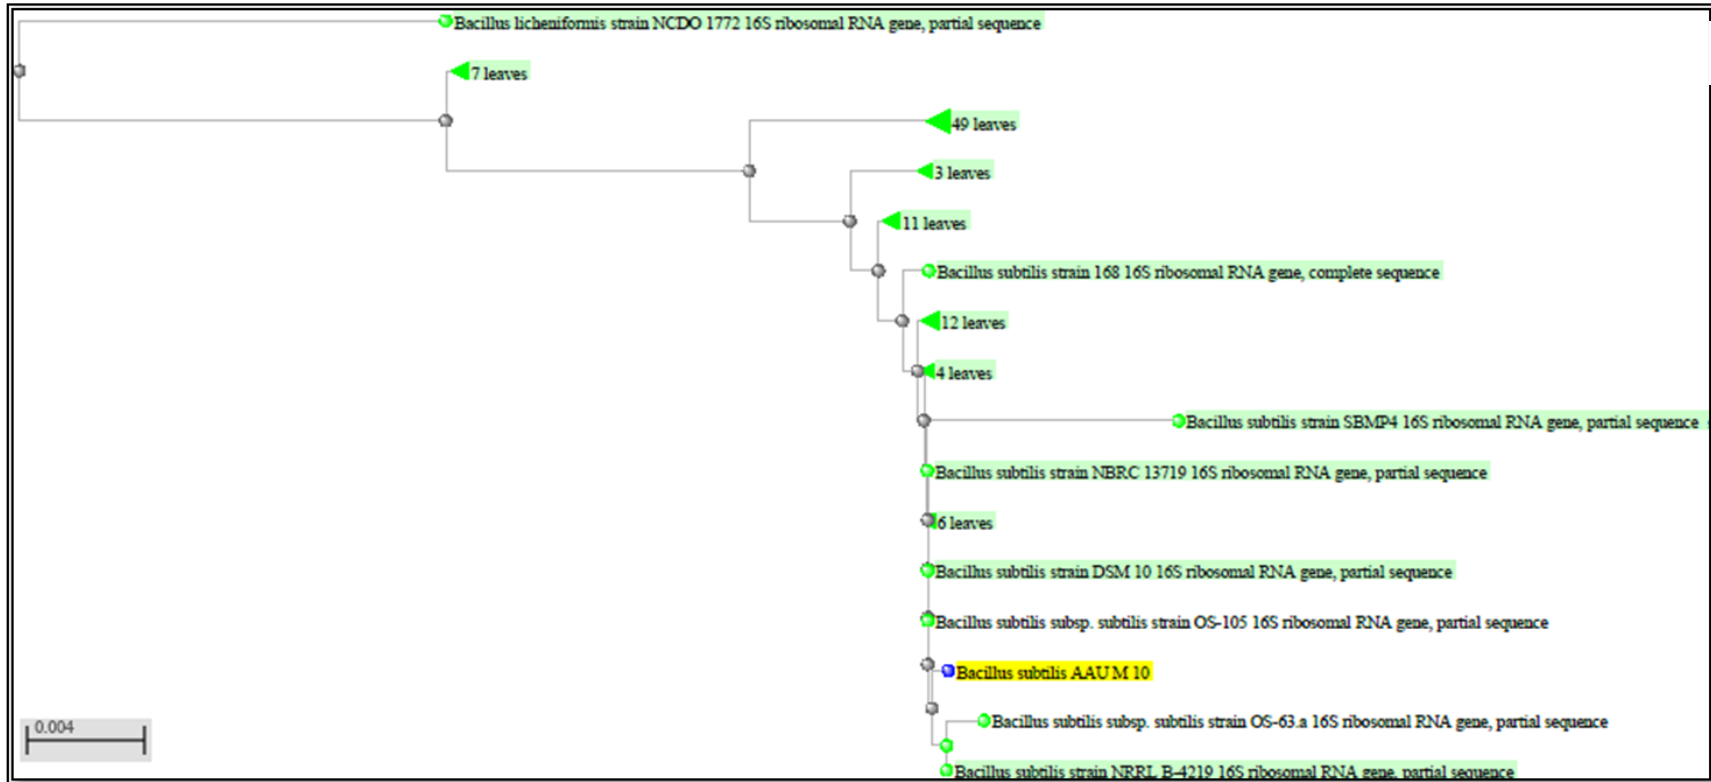 Bacillus licheniformis strain NCDO 1772 16S ribosomal RNA gene, partial sequence
7 leaves
49 leaves
3 leaves
11 leaves
Bacillus subtilis strain 168 16S ribosomal RNA gene, complete sequence
12 leaves
4 leaves
Bacillus subtilis strain SBMP4 16S ribosomal RNA gene, partial sequence
Bacillus subtilis strain NBRC 13719 16S ribosomal RNA gene, partial sequence
6 leaves
Bacillus subtilis strain DSM 10 16S ribosomal RNA gene, partial sequence
Bacillus subtilis subsp. subtilis strain OS-105 16S ribosomal RNA gene, partial sequence
Bacillus subtilis AAU M 10
Bacillus subtilis subsp. subtilis strain OS-63.a 16S ribosomal RNA gene, partial sequence
0.004
Bacillus subtilis strain NRRL B-4219 16S ribosomal RNA gene, partial sequence